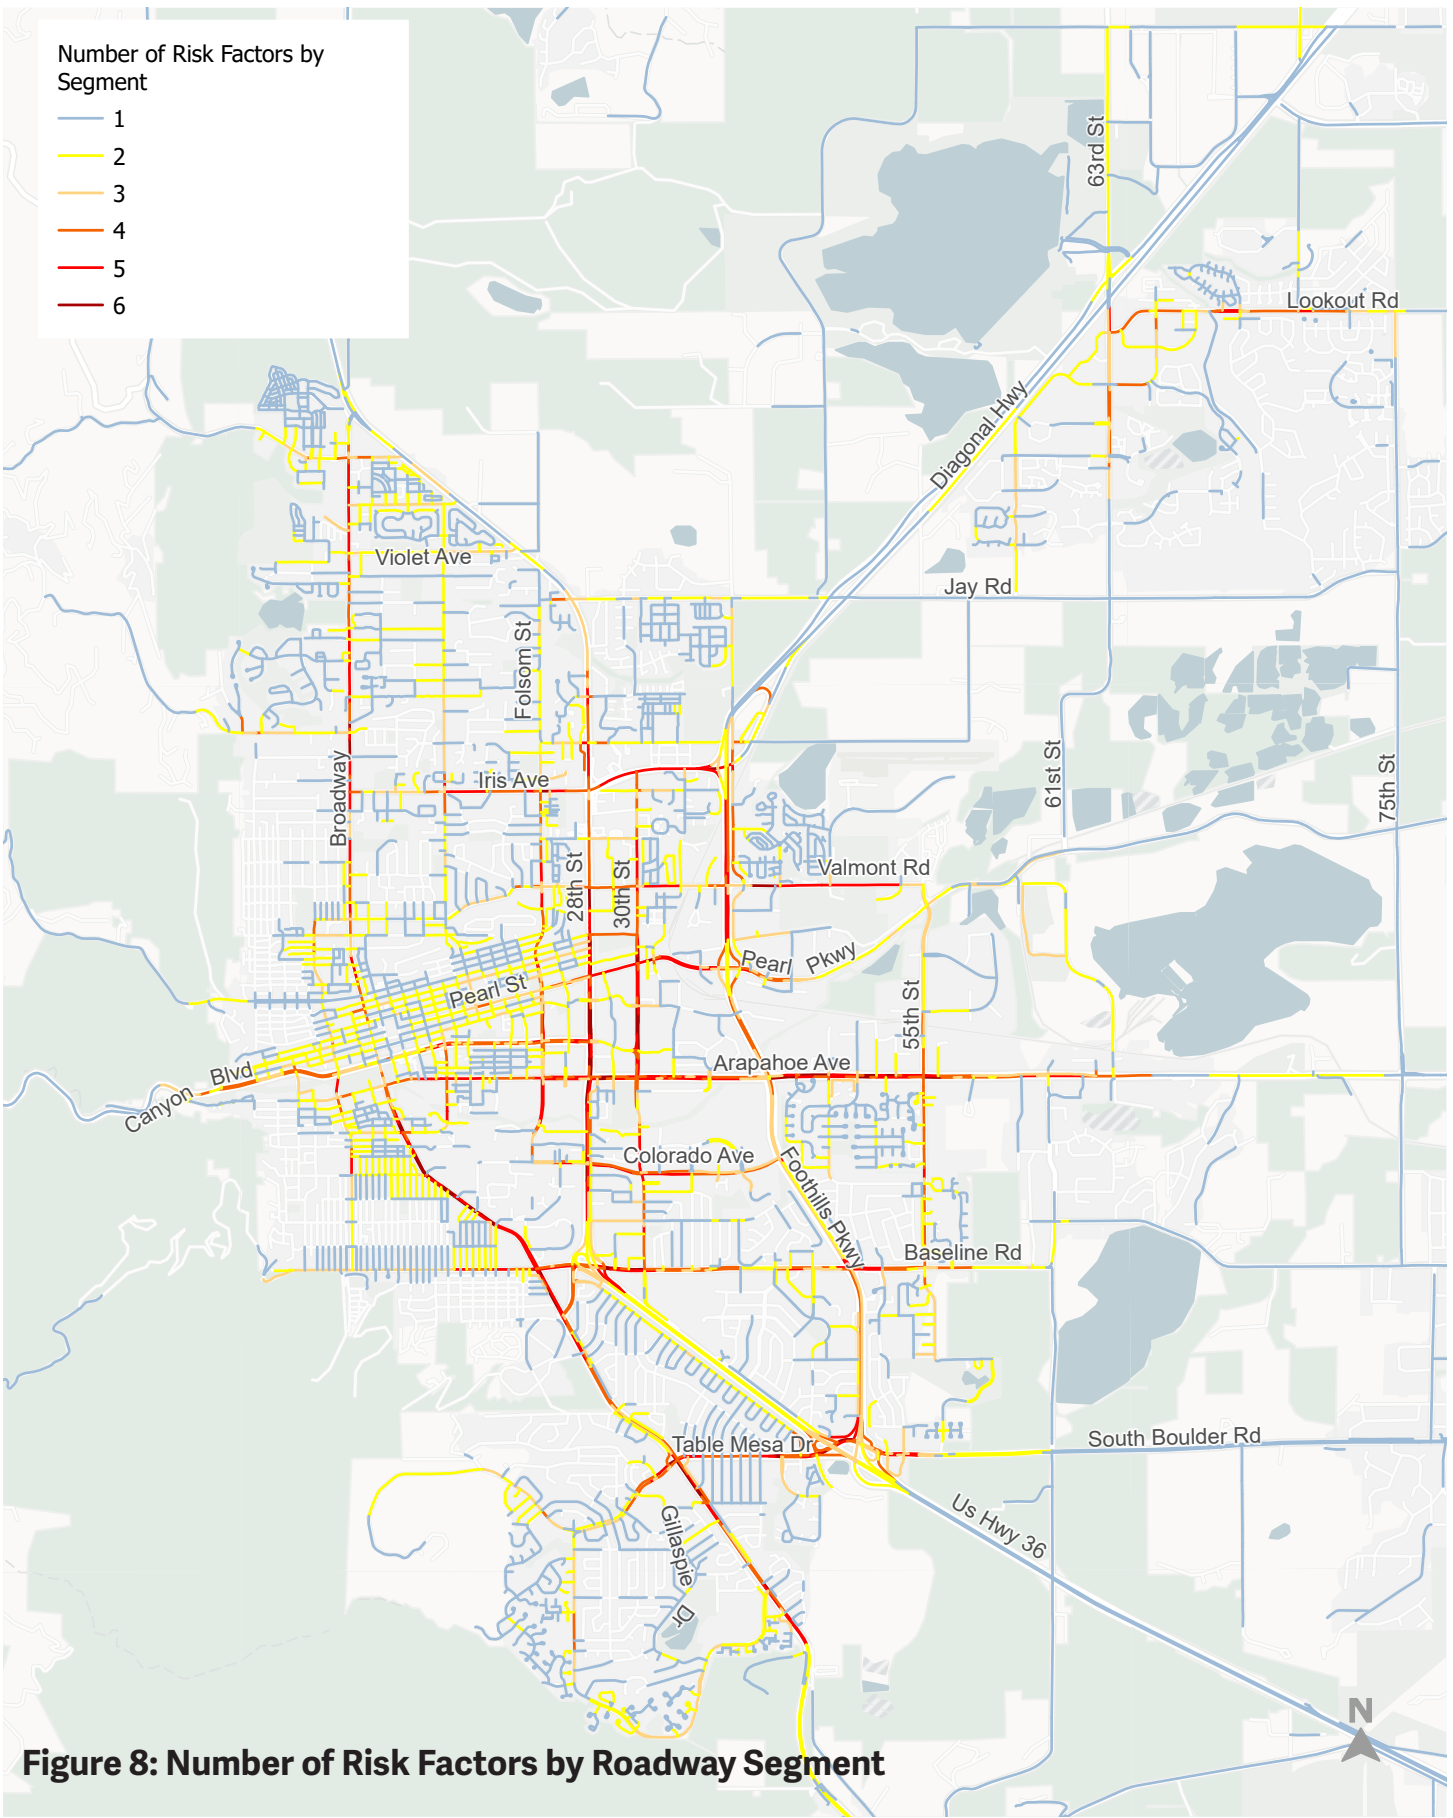 Number of Risk Factors by
Segment
1
2
3
4
5
6
63rd St
Lookout Rd
Diagonal Hwy
Violet Ave
Jay Rd
Folsom St
Broadway
Iris Ave
61st St
75th St
28th St
30th St
Valmont Rd
Pearl Pkwy
Pearl St
55th St
Arapahoe Ave
Canyon Blvd
Colorado Ave
Foothills Pkwy
Baseline Rd
Table Mesa Dr
South Boulder Rd
Us Hwy 36
Gillaspie Dr
N
Figure 8: Number of Risk Factors by Roadway Segment